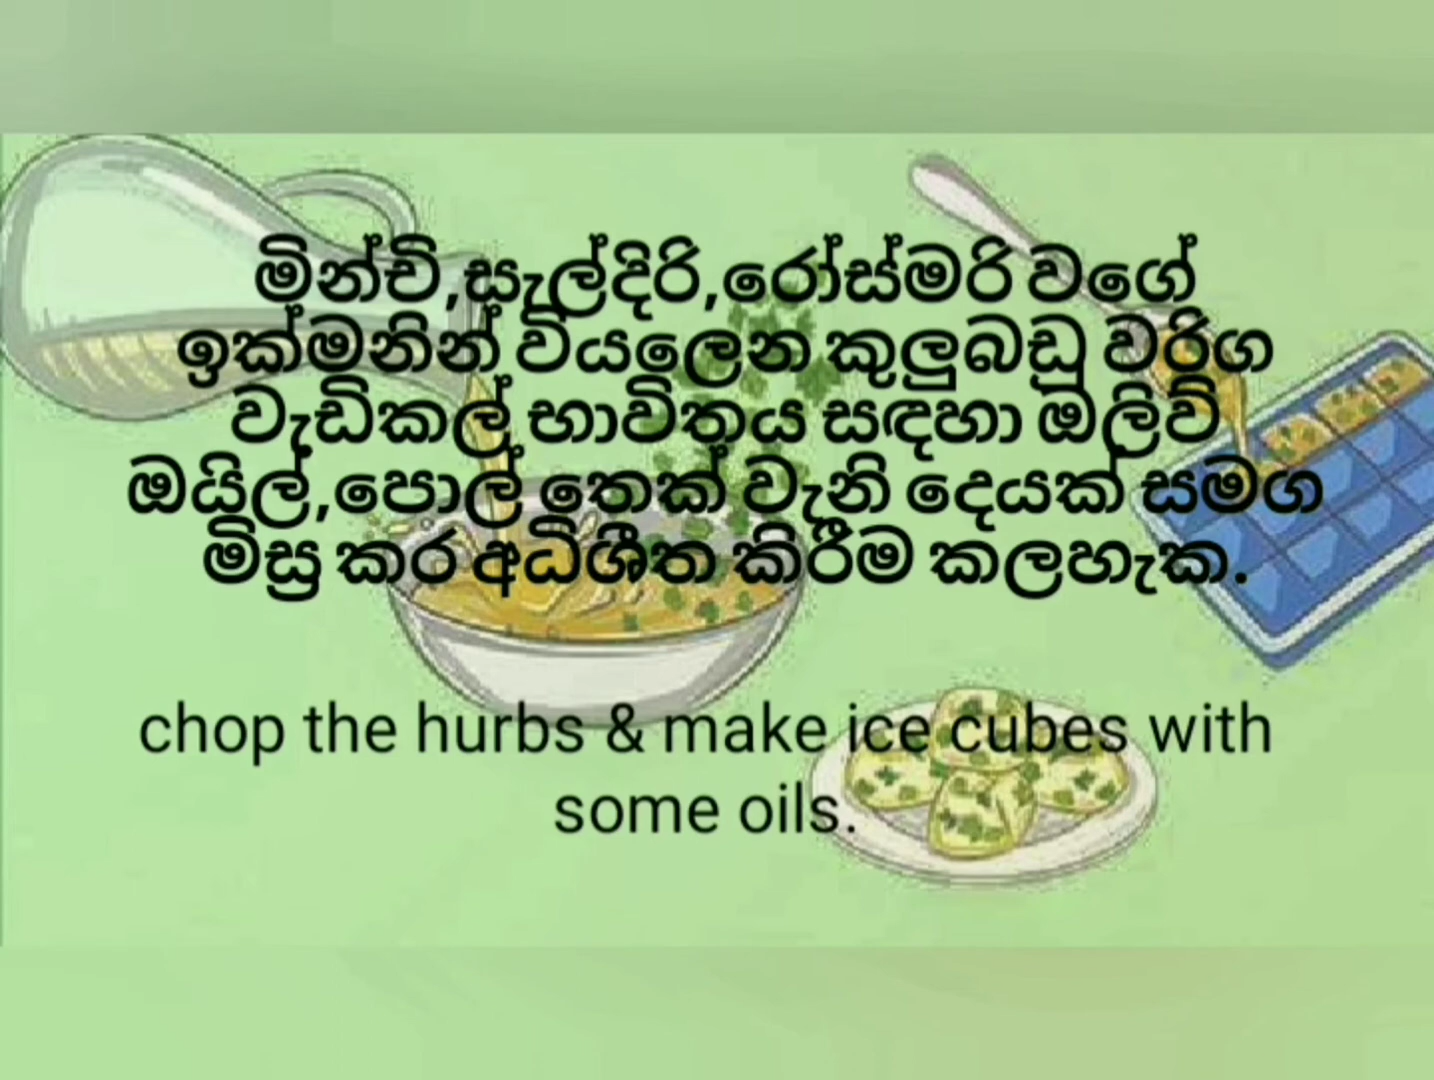 මින්චි,සැල්දිරි,රෝස්මරි වගේ
ඉක්මනින් වියලෙන කුලුබඩු වරිග
වැඩිකල් භාවිතය සඳහා ඔලිව්
ඔයිල්,පොල් තෙක් වැනි දෙයක් සමග
මිස්‍ර කර අධිශීත කිරීම කලහැක.
chop the hurbs & make ice cubes with
some oils.